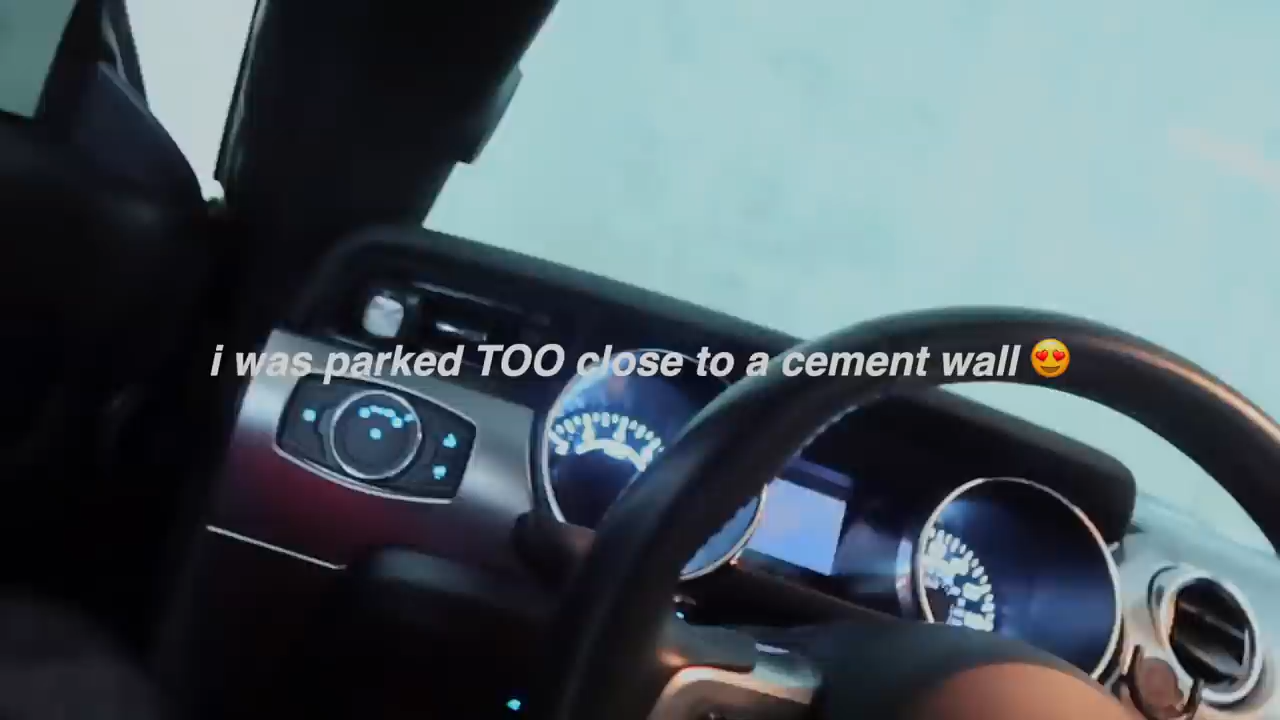 i was parked TOO close to a cement wall 😍